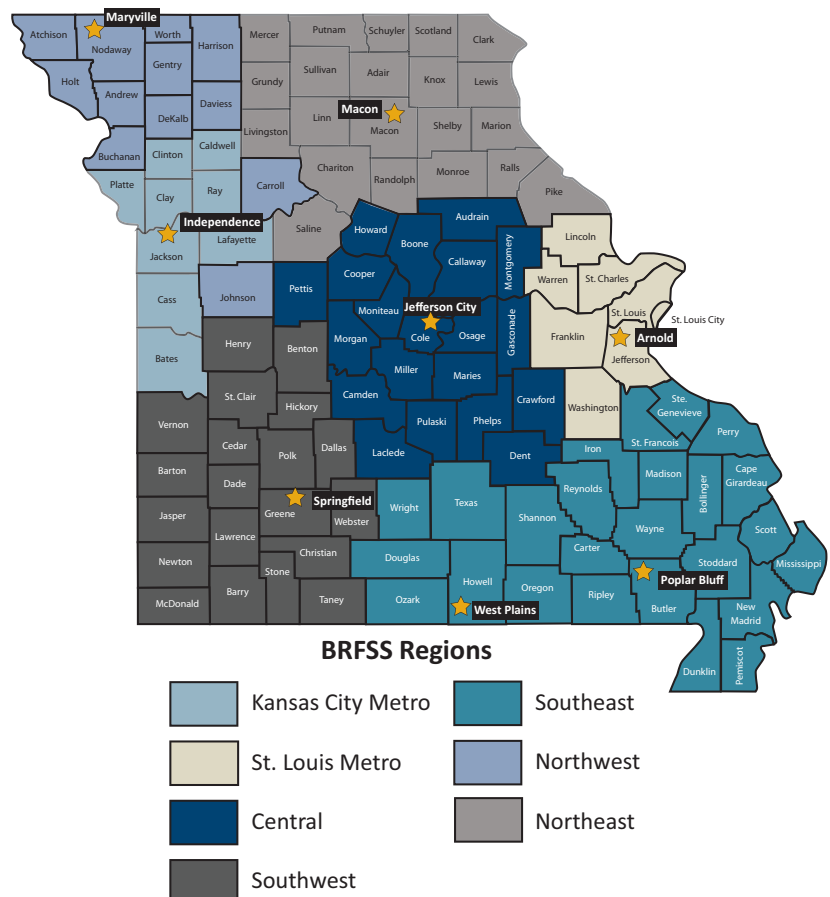 Maryville
Atchison
Nodaway
Worth
Harrison
Mercer
Putnam
Schuyler
Scotland
Clark
Holt
Gentry
Sullivan
Adair
Knox
Lewis
Andrew
DeKalb
Daviess
Grundy
Linn
Macon
Macon
Shelby
Marion
Buchanan
Clinton
Caldwell
Livingston
Chariton
Randolph
Monroe
Ralls
Pike
Platte
Clay
Ray
Carroll
Independence
Jackson
Lafayette
Saline
Howard
Boone
Audrain
Callaway
Montgomery
Lincoln
Warren
St. Charles
Cass
Johnson
Pettis
Cooper
Moniteau
Jefferson City
Cole
Osage
Gasconade
Franklin
St. Louis
St. Louis City
Arnold
Jefferson
Bates
Henry
Benton
Morgan
Miller
Maries
Camden
Pulaski
Phelps
Crawford
Washington
Ste.
Genevieve
St. Francois
Perry
Vernon
St. Clair
Hickory
Cedar
Polk
Dallas
Laclede
Dent
Iron
Madison
Bollinger
Cape
Girardeau
Barton
Dade
Springfield
Greene
Webster
Wright
Texas
Shannon
Reynolds
Wayne
Scott
Jasper
Lawrence
Christian
Douglas
Carter
Stoddard
Mississippi
Poplar Bluff
Newton
Stone
Howell
Oregon
Ripley
Butler
New
Madrid
McDonald
Barry
Taney
Ozark
West Plains
Dunklin
Pemiscot
BRFSS Regions
Kansas City Metro
Southeast
St. Louis Metro
Northwest
Central
Northeast
Southwest